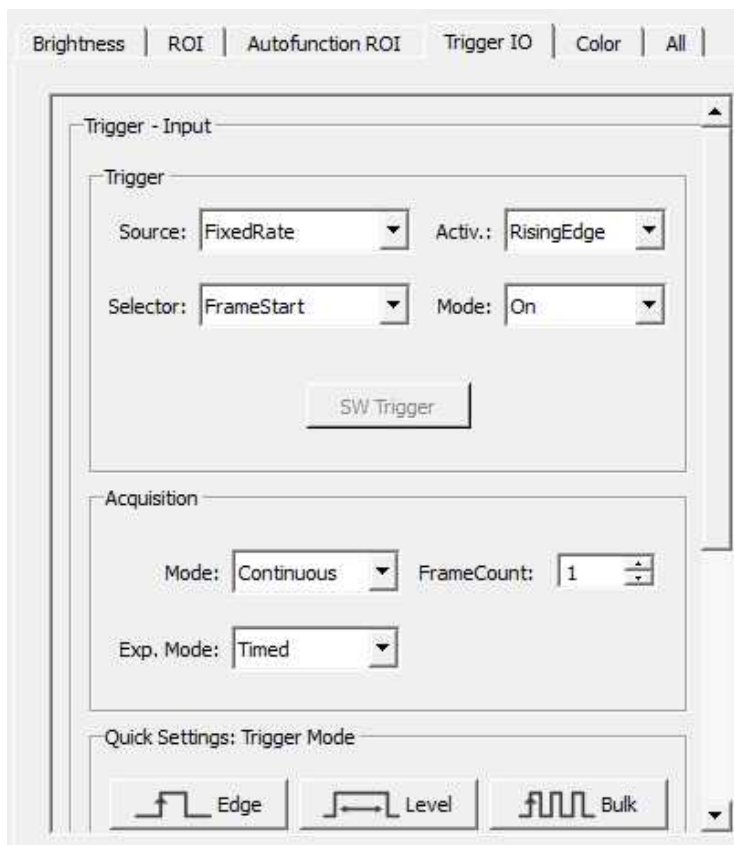 Brightness ROI Autofunction ROI Trigger IO Color All
Trigger - Input
Trigger
Source: FixedRate Activ.: RisingEdge
Selector: FrameStart Mode: On
SW Trigger
Acquisition
Mode: Continuous FrameCount: 1
Exp. Mode: Timed
Quick Settings: Trigger Mode
Edge Level Bulk